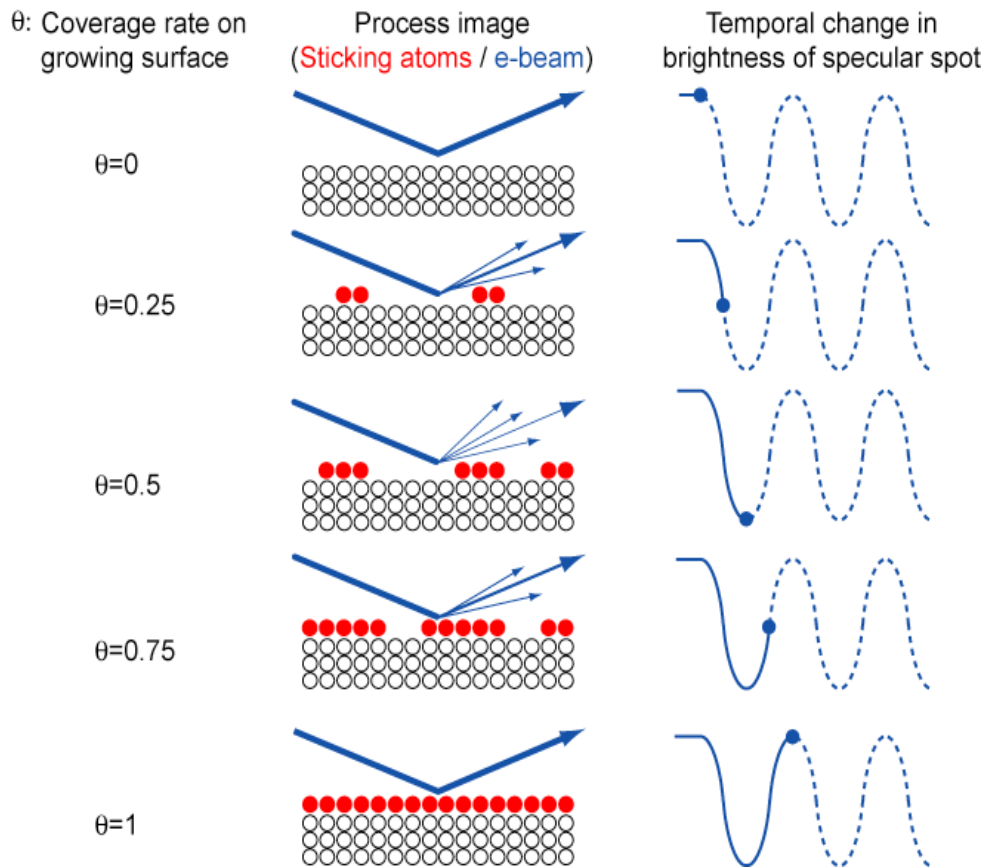 θ: Coverage rate on
growing surface
Process image
(Sticking atoms / e-beam)
Temporal change in
brightness of specular spot
θ=0
θ=0.25
θ=0.5
θ=0.75
θ=1